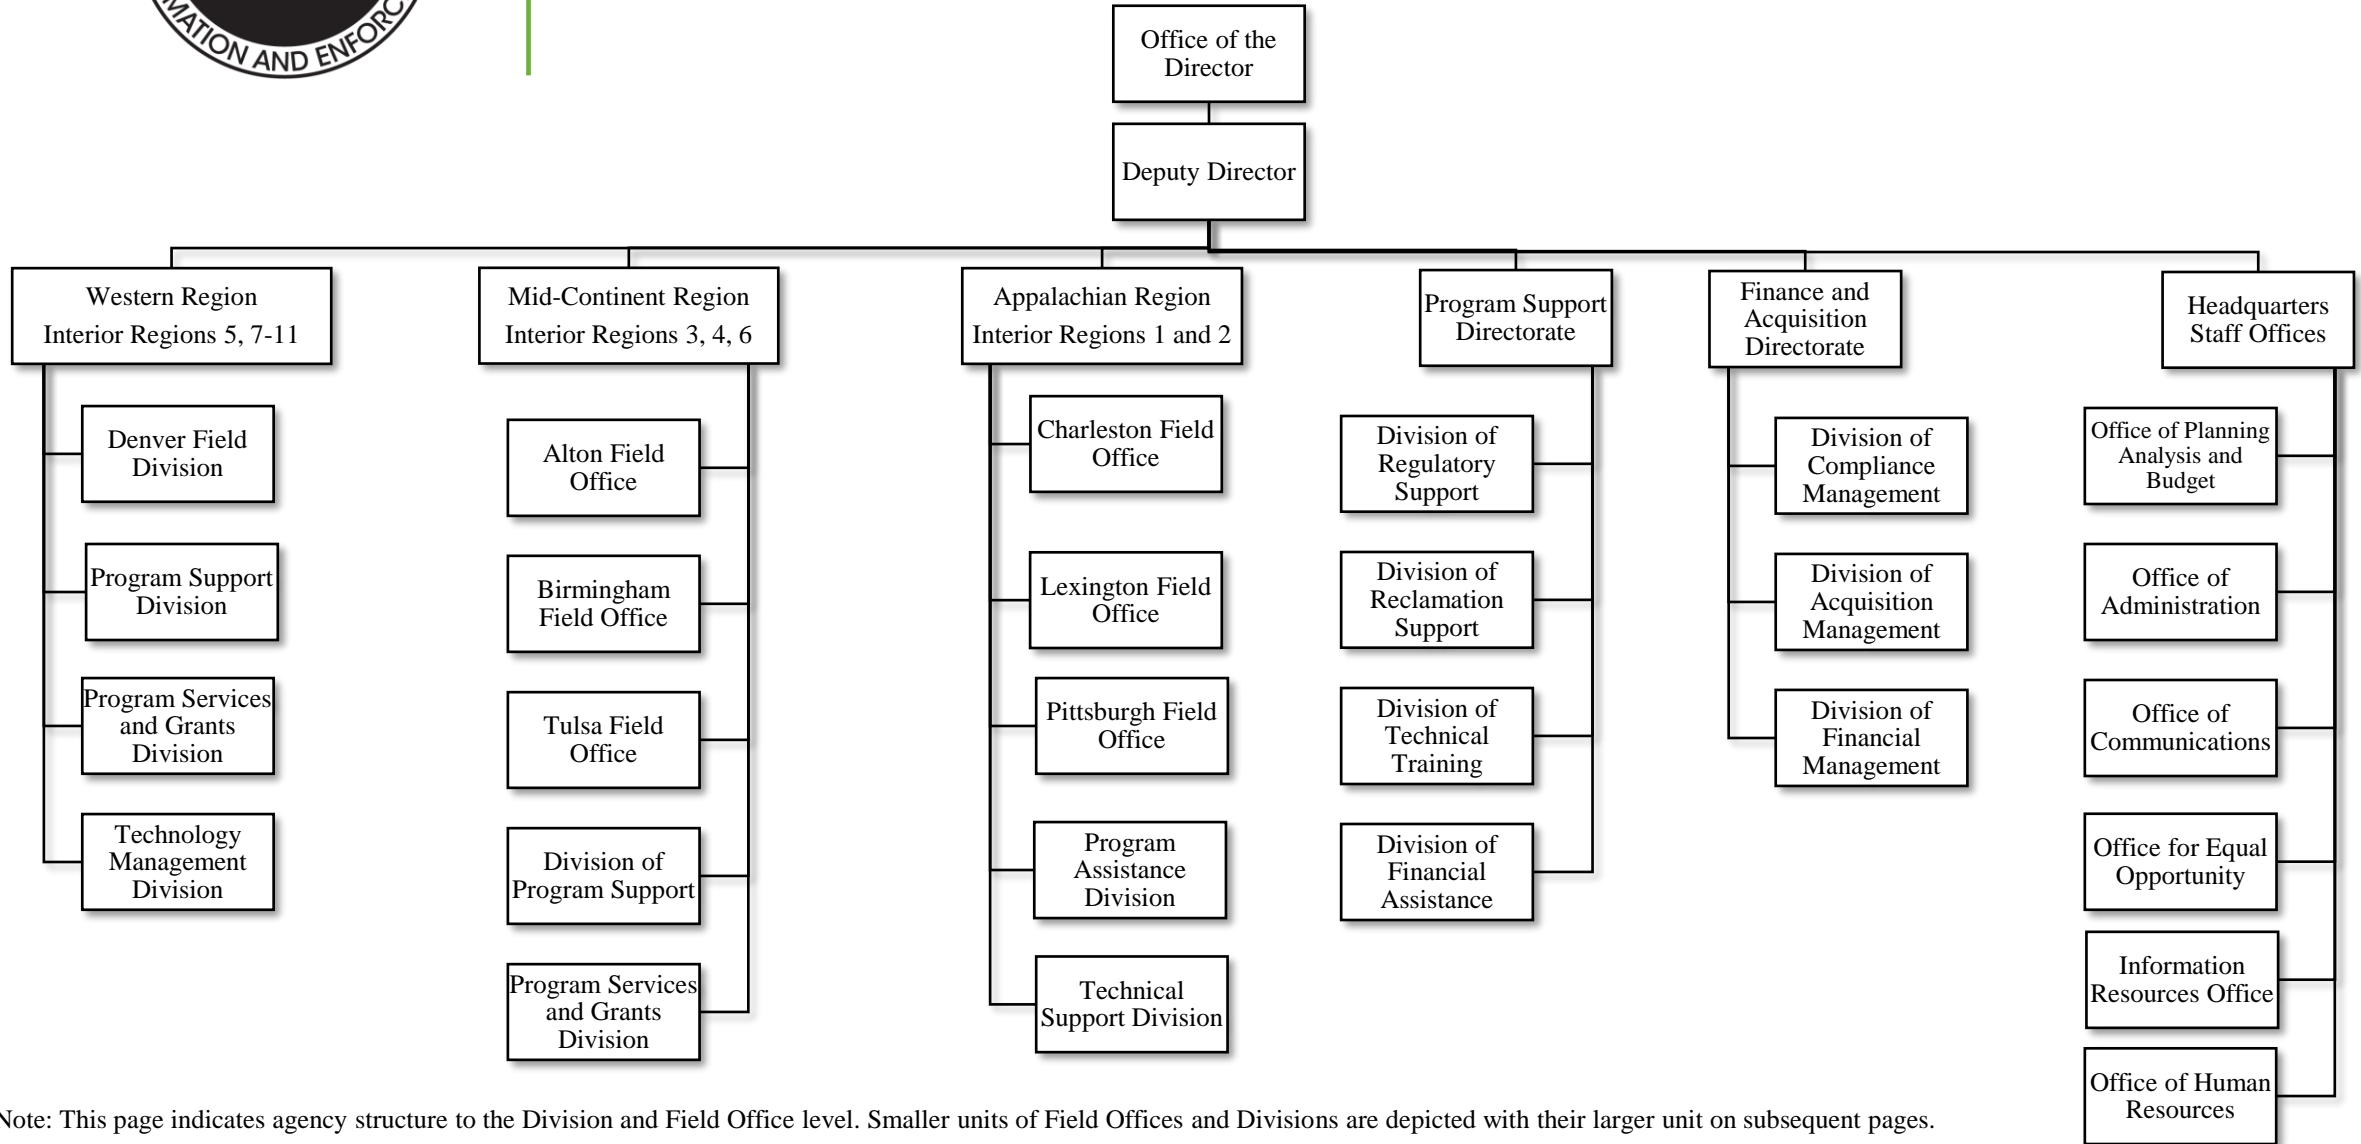 MATION AND ENFORC
Office of the
Director
Deputy Director
Western Region
Interior Regions 5, 7-11
Mid-Continent Region
Interior Regions 3, 4, 6
Appalachian Region
Interior Regions 1 and 2
Program Support
Directorate
Finance and
Acquisition
Directorate
Headquarters
Staff Offices
Denver Field
Division
Program Support
Division
Program Services
and Grants
Division
Technology
Management
Division
Alton Field
Office
Birmingham
Field Office
Tulsa Field
Office
Division of
Program Support
Program Services
and Grants
Division
Charleston Field
Office
Lexington Field
Office
Pittsburgh Field
Office
Program
Assistance
Division
Technical
Support Division
Division of
Regulatory
Support
Division of
Reclamation
Support
Division of
Technical
Training
Division of
Financial
Assistance
Division of
Compliance
Management
Division of
Acquisition
Management
Division of
Financial
Management
Office of Planning
Analysis and
Budget
Office of
Administration
Office of
Communications
Office for Equal
Opportunity
Information
Resources Office
Office of Human
Resources
Note: This page indicates agency structure to the Division and Field Office level. Smaller units of Field Offices and Divisions are depicted with their larger unit on subsequent pages.